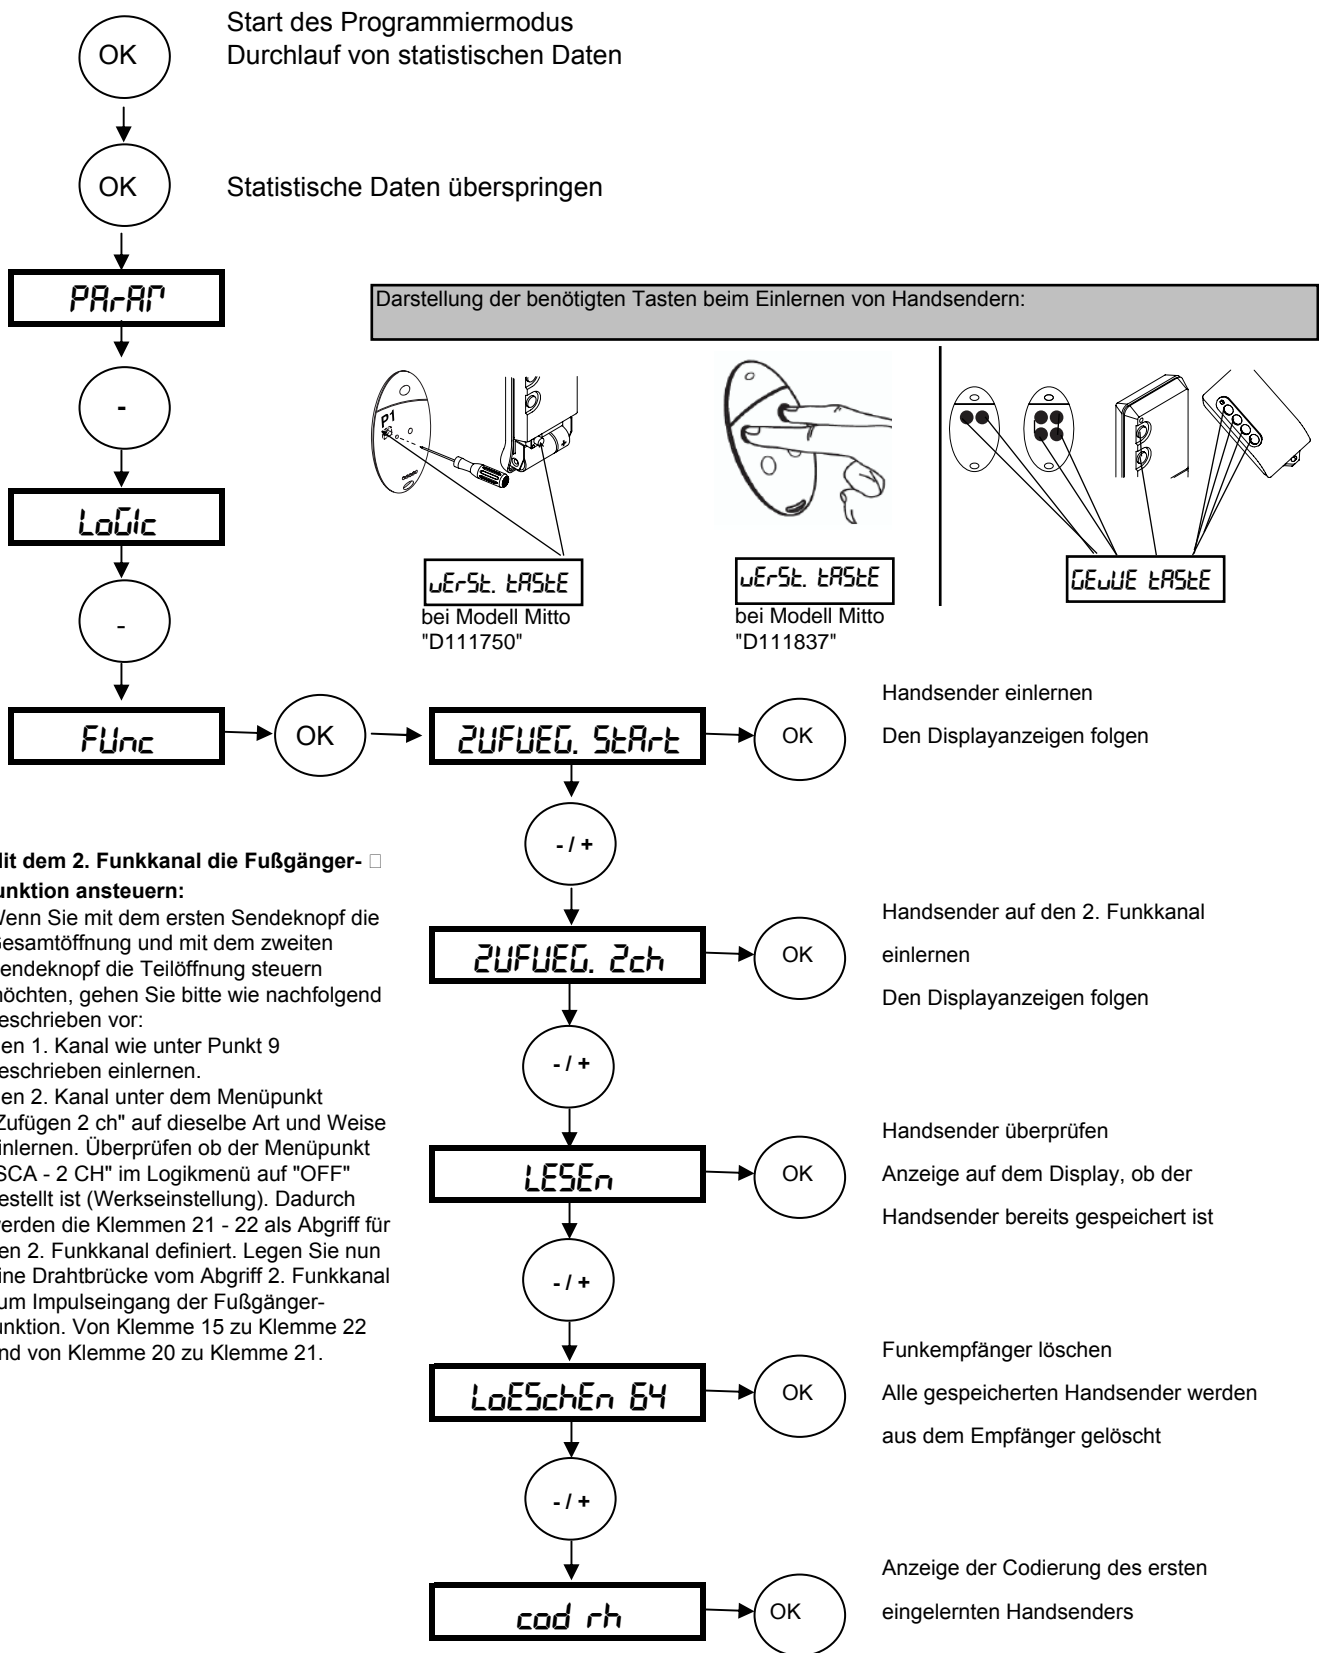 OK
Start des Programmiermodus
Durchlauf von statistischen Daten
OK
Statistische Daten überspringen
PArAM
Darstellung der benötigten Tasten beim Einlernen von Handsendern:
-
P1
+
LoGIc
vErSt. tAStE
bei Modell Mitto
"D111750"
vErSt. tAStE
bei Modell Mitto
"D111837"
GEwUE tAStE
-
FUnc
OK
ZUFUEG. StArt
OK
Handsender einlernen
Den Displayanzeigen folgen
- / +
it dem 2. Funkkanal die Fußgänger- □
unktion ansteuern:
Wenn Sie mit dem ersten Sendeknopf die
Gesamtöffnung und mit dem zweiten
endeknopf die Teilöffnung steuern
möchten, gehen Sie bitte wie nachfolgend
eschrieben vor:
en 1. Kanal wie unter Punkt 9
eschrieben einlernen.
en 2. Kanal unter dem Menüpunkt
Zufügen 2 ch" auf dieselbe Art und Weise
inlernen. Überprüfen ob der Menüpunkt
SCA - 2 CH" im Logikmenü auf "OFF"
estellt ist (Werkseinstellung). Dadurch
werden die Klemmen 21 - 22 als Abgriff für
en 2. Funkkanal definiert. Legen Sie nun
ine Drahtbrücke vom Abgriff 2. Funkkanal
um Impulseingang der Fußgänger-
unktion. Von Klemme 15 zu Klemme 22
nd von Klemme 20 zu Klemme 21.
ZUFUEG. 2ch
OK
Handsender auf den 2. Funkkanal
einlernen
Den Displayanzeigen folgen
- / +
LESEn
OK
Handsender überprüfen
Anzeige auf dem Display, ob der
Handsender bereits gespeichert ist
- / +
LoESchEn 64
OK
Funkempfänger löschen
Alle gespeicherten Handsender werden
aus dem Empfänger gelöscht
- / +
cod rh
OK
Anzeige der Codierung des ersten
eingelernten Handsenders